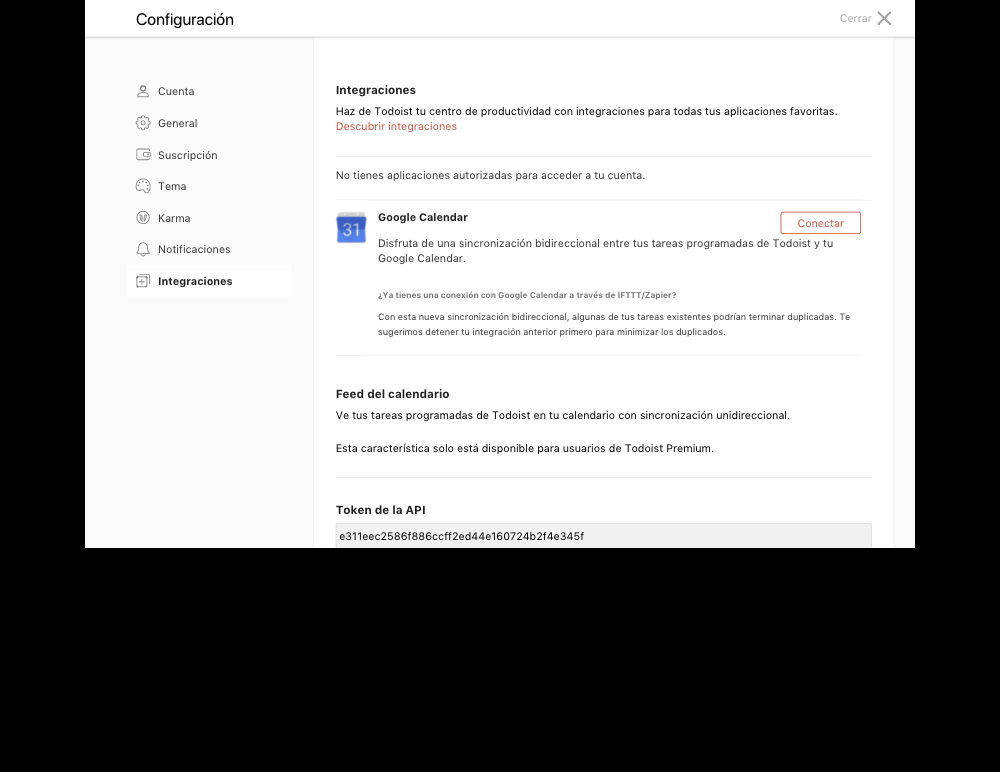 Configuración
Cerrar
Cuenta
General
Suscripción
Tema
Karma
Notificaciones
Integraciones
Integraciones
Haz de Todoist tu centro de productividad con integraciones para todas tus aplicaciones favoritas.
Descubrir integraciones
No tienes aplicaciones autorizadas para acceder a tu cuenta.
31
Google Calendar
Conectar
Disfruta de una sincronización bidireccional entre tus tareas programadas de Todoist y tu
Google Calendar.
¿Ya tienes una conexión con Google Calendar a través de IFTTT/Zapier?
Con esta nueva sincronización bidireccional, algunas de tus tareas existentes podrían terminar duplicadas. Te
sugerimos detener tu integración anterior primero para minimizar los duplicados.
Feed del calendario
Ve tus tareas programadas de Todoist en tu calendario con sincronización unidireccional.
Esta característica solo está disponible para usuarios de Todoist Premium.
Token de la API
e311eec2586f886ccff2ed44e160724b2f4e345f